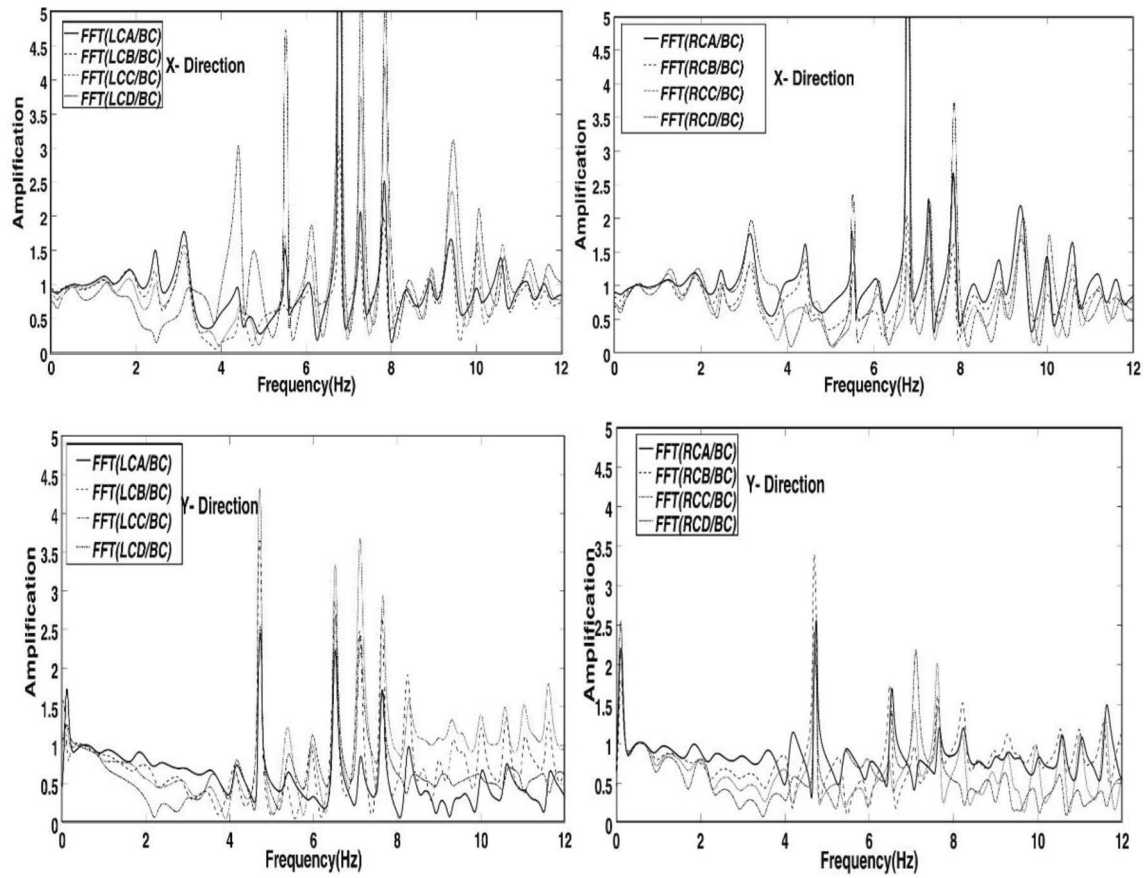 5
4.5
4
3.5
3
2.5
2
1.5
1
0.5
0
Amplification
FFT(LCA/BC)
FFT(LCB/BC)
FFT(LCC/BC)
FFT(LCD/BC)
X- Direction
0 2 4 6 8 10 12
Frequency(Hz)
5
4.5
4
3.5
3
2.5
2
1.5
1
0.5
0
Amplification
FFT(RCA/BC)
FFT(RCB/BC)
FFT(RCC/BC)
FFT(RCD/BC)
X- Direction
0 2 4 6 8 10 12
Frequency(Hz)
5
4.5
4
3.5
3
2.5
2
1.5
1
0.5
0
Amplification
FFT(LCA/BC)
FFT(LCB/BC)
FFT(LCC/BC)
FFT(LCD/BC)
Y- Direction
0 2 4 6 8 10 12
Frequency(Hz)
5
4.5
4
3.5
3
2.5
2
1.5
1
0.5
0
Amplification
FFT(RCA/BC)
FFT(RCB/BC)
FFT(RCC/BC)
FFT(RCD/BC)
Y- Direction
0 2 4 6 8 10 12
Frequency(Hz)